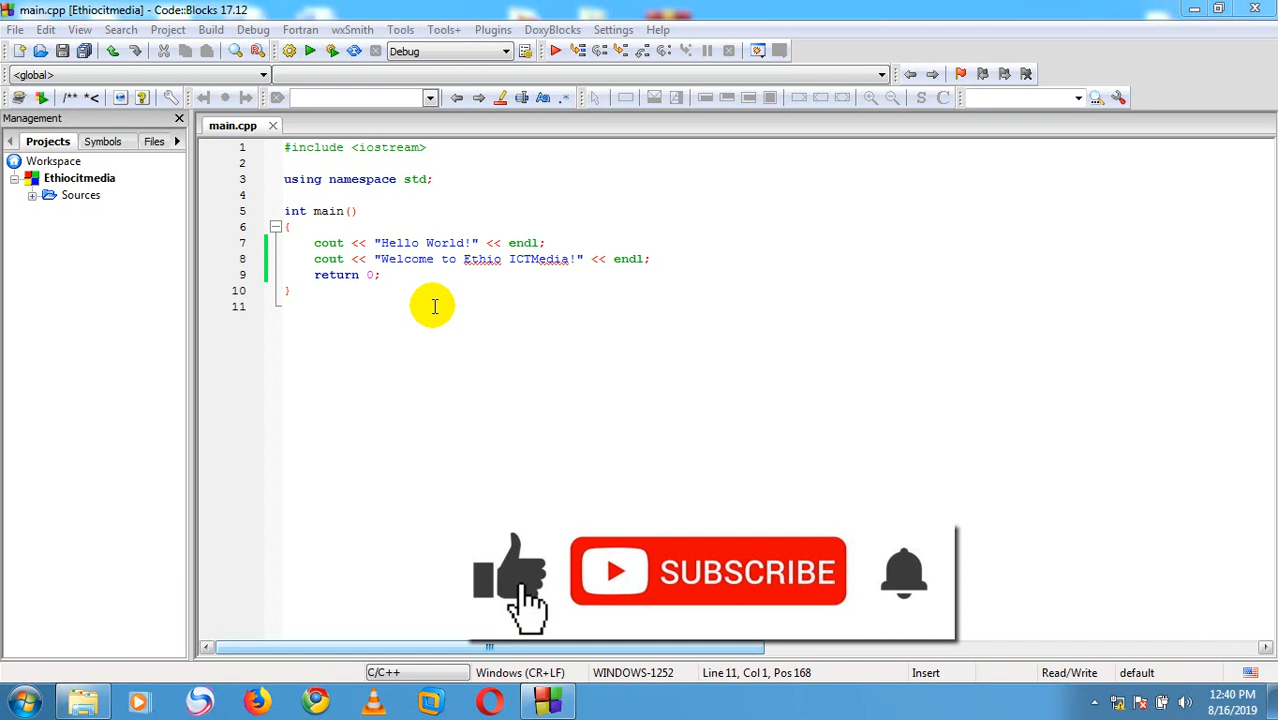 main.cpp [Ethiocitmedia] - Code::Blocks 17.12
File Edit View Search Project Build Debug Fortran wxSmith Tools Tools+ Plugins DoxyBlocks Settings Help
Debug
<global>
/** *< S C
Management
main.cpp
Projects Symbols Files
Workspace
Ethiocitmedia
Sources
1 #include <iostream>
2
3 using namespace std;
4
5 int main()
6 {
7 cout << "Hello World!" << endl;
8 cout << "Welcome to Ethio ICTMedia!" << endl;
9 return 0;
10 }
11
SUBSCRIBE
C/C++ Windows (CR+LF) WINDOWS-1252 Line 11, Col 1, Pos 168 Insert Read/Write default
12:40 PM
8/16/2019